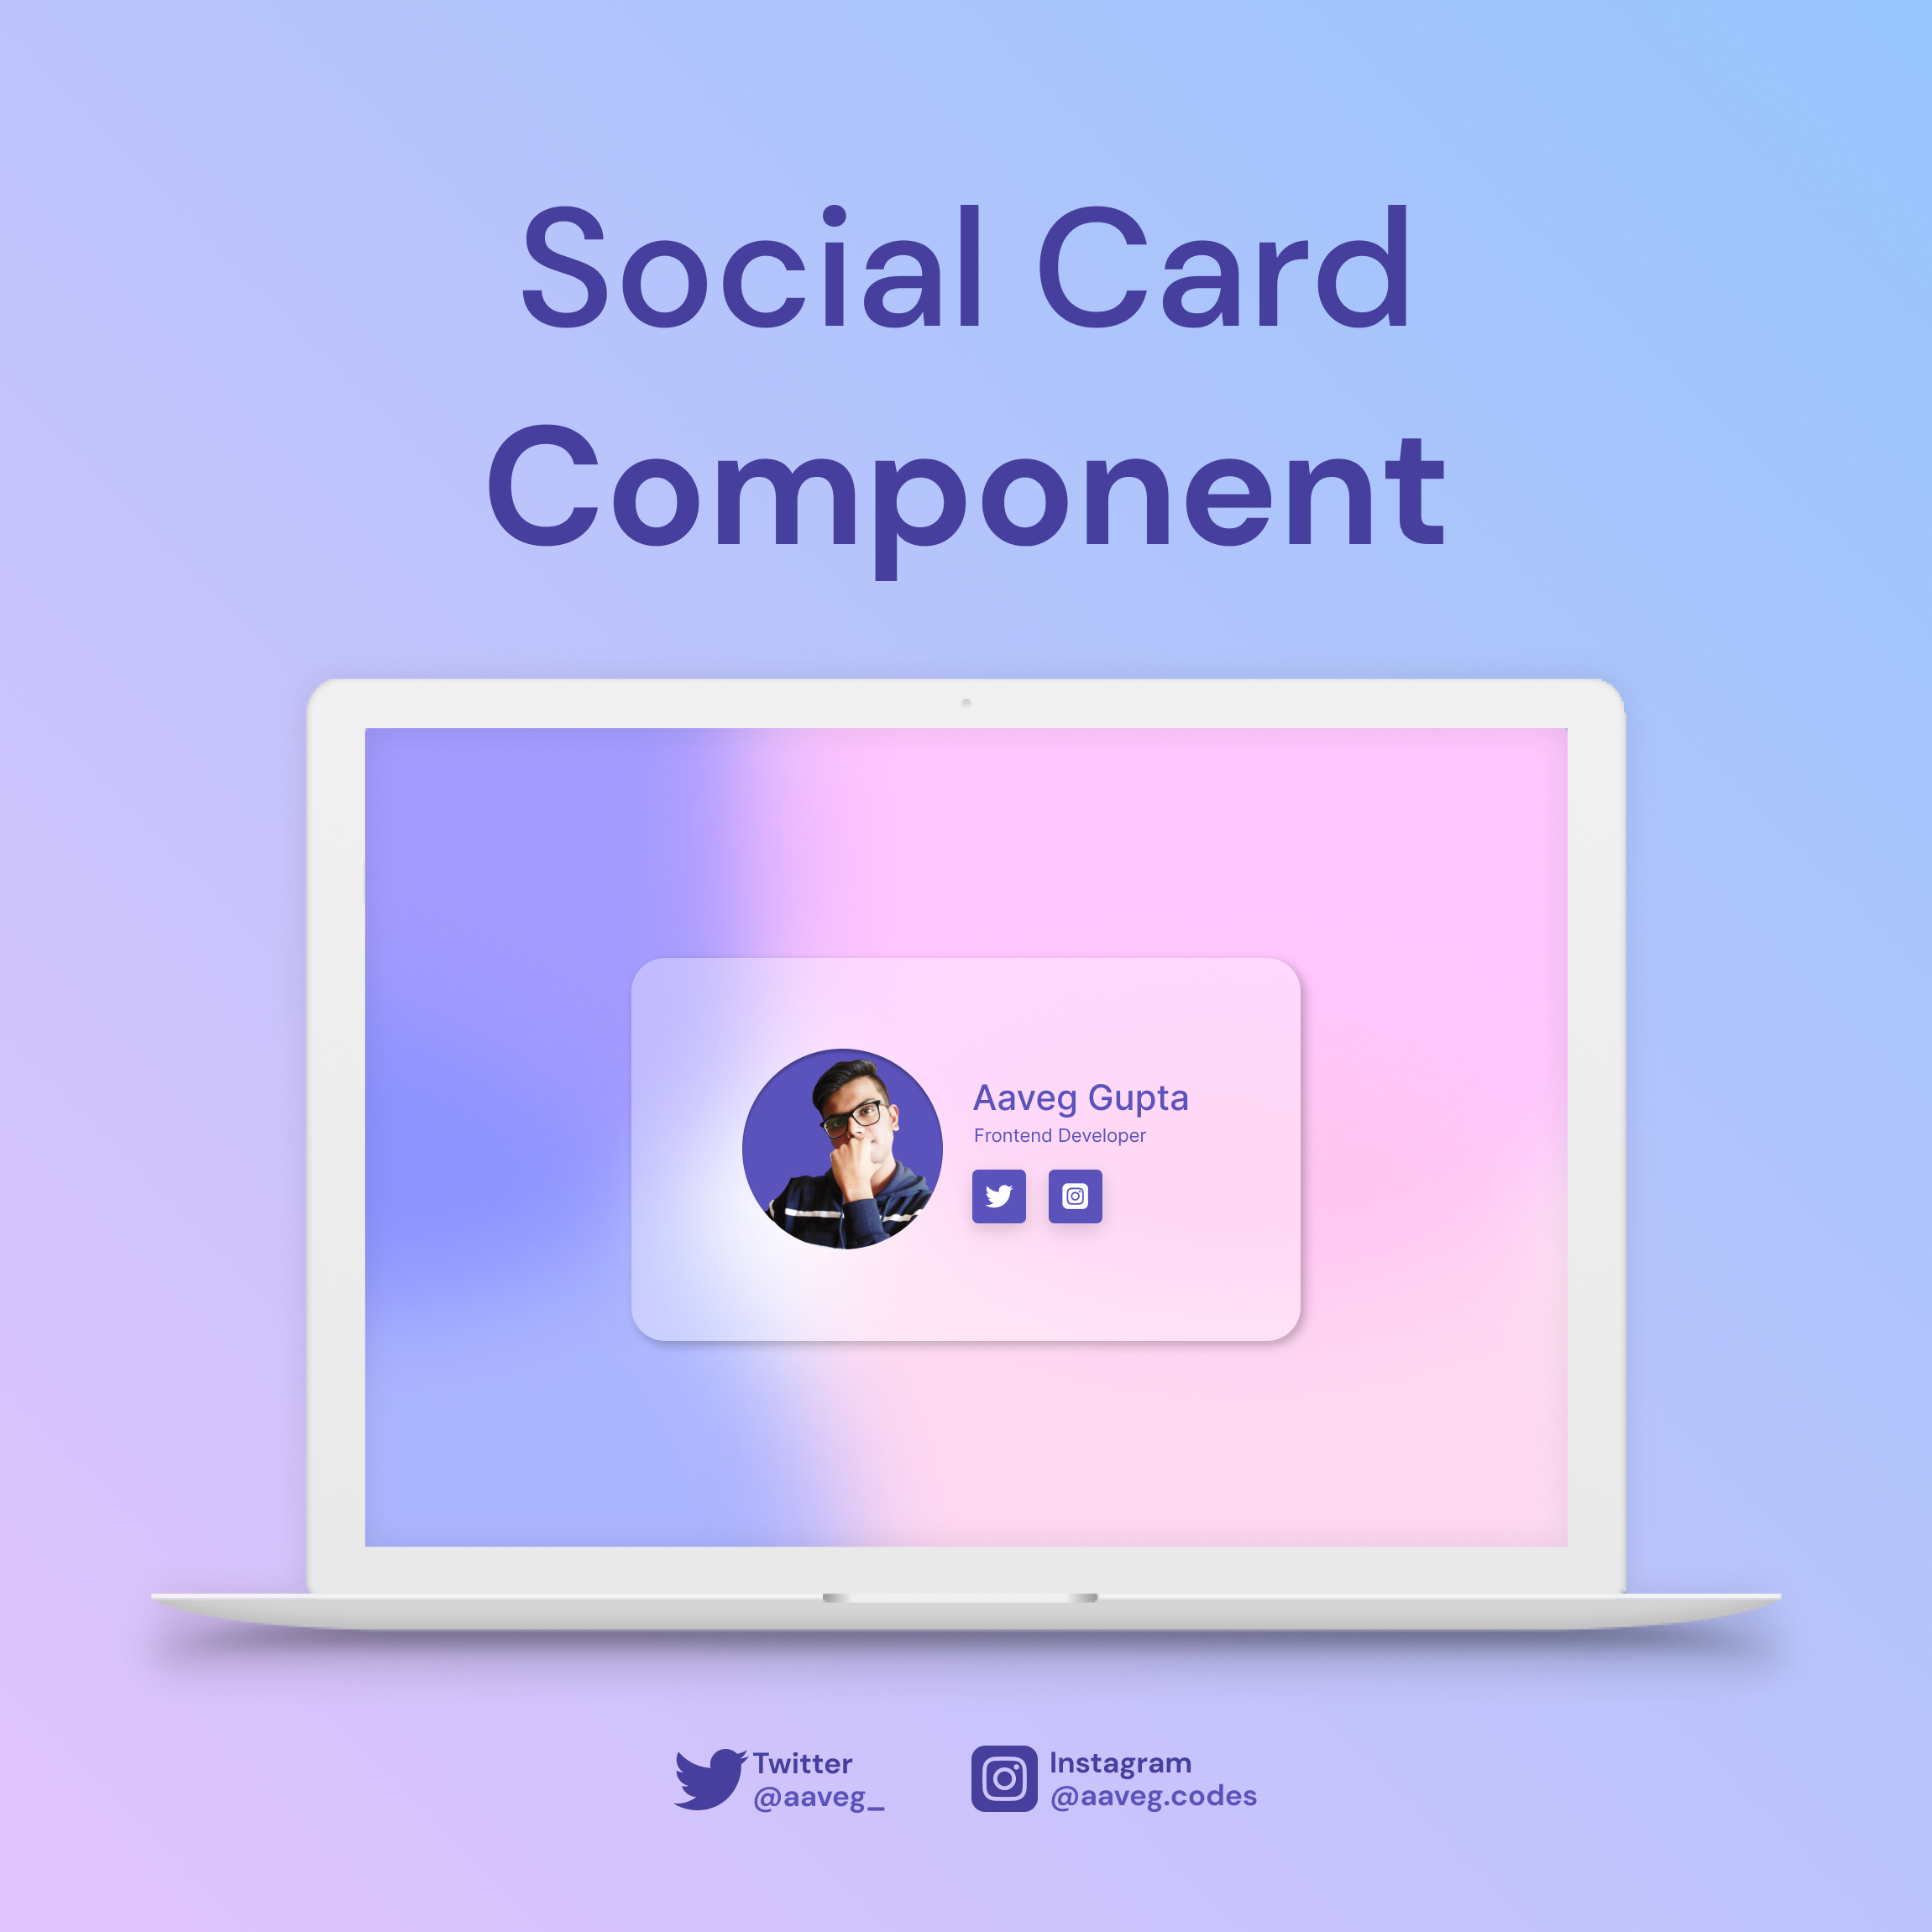 Social Card
Component
Aaveg Gupta
Frontend Developer
Twitter
@aaveg_
Instagram
@aaveg.codes